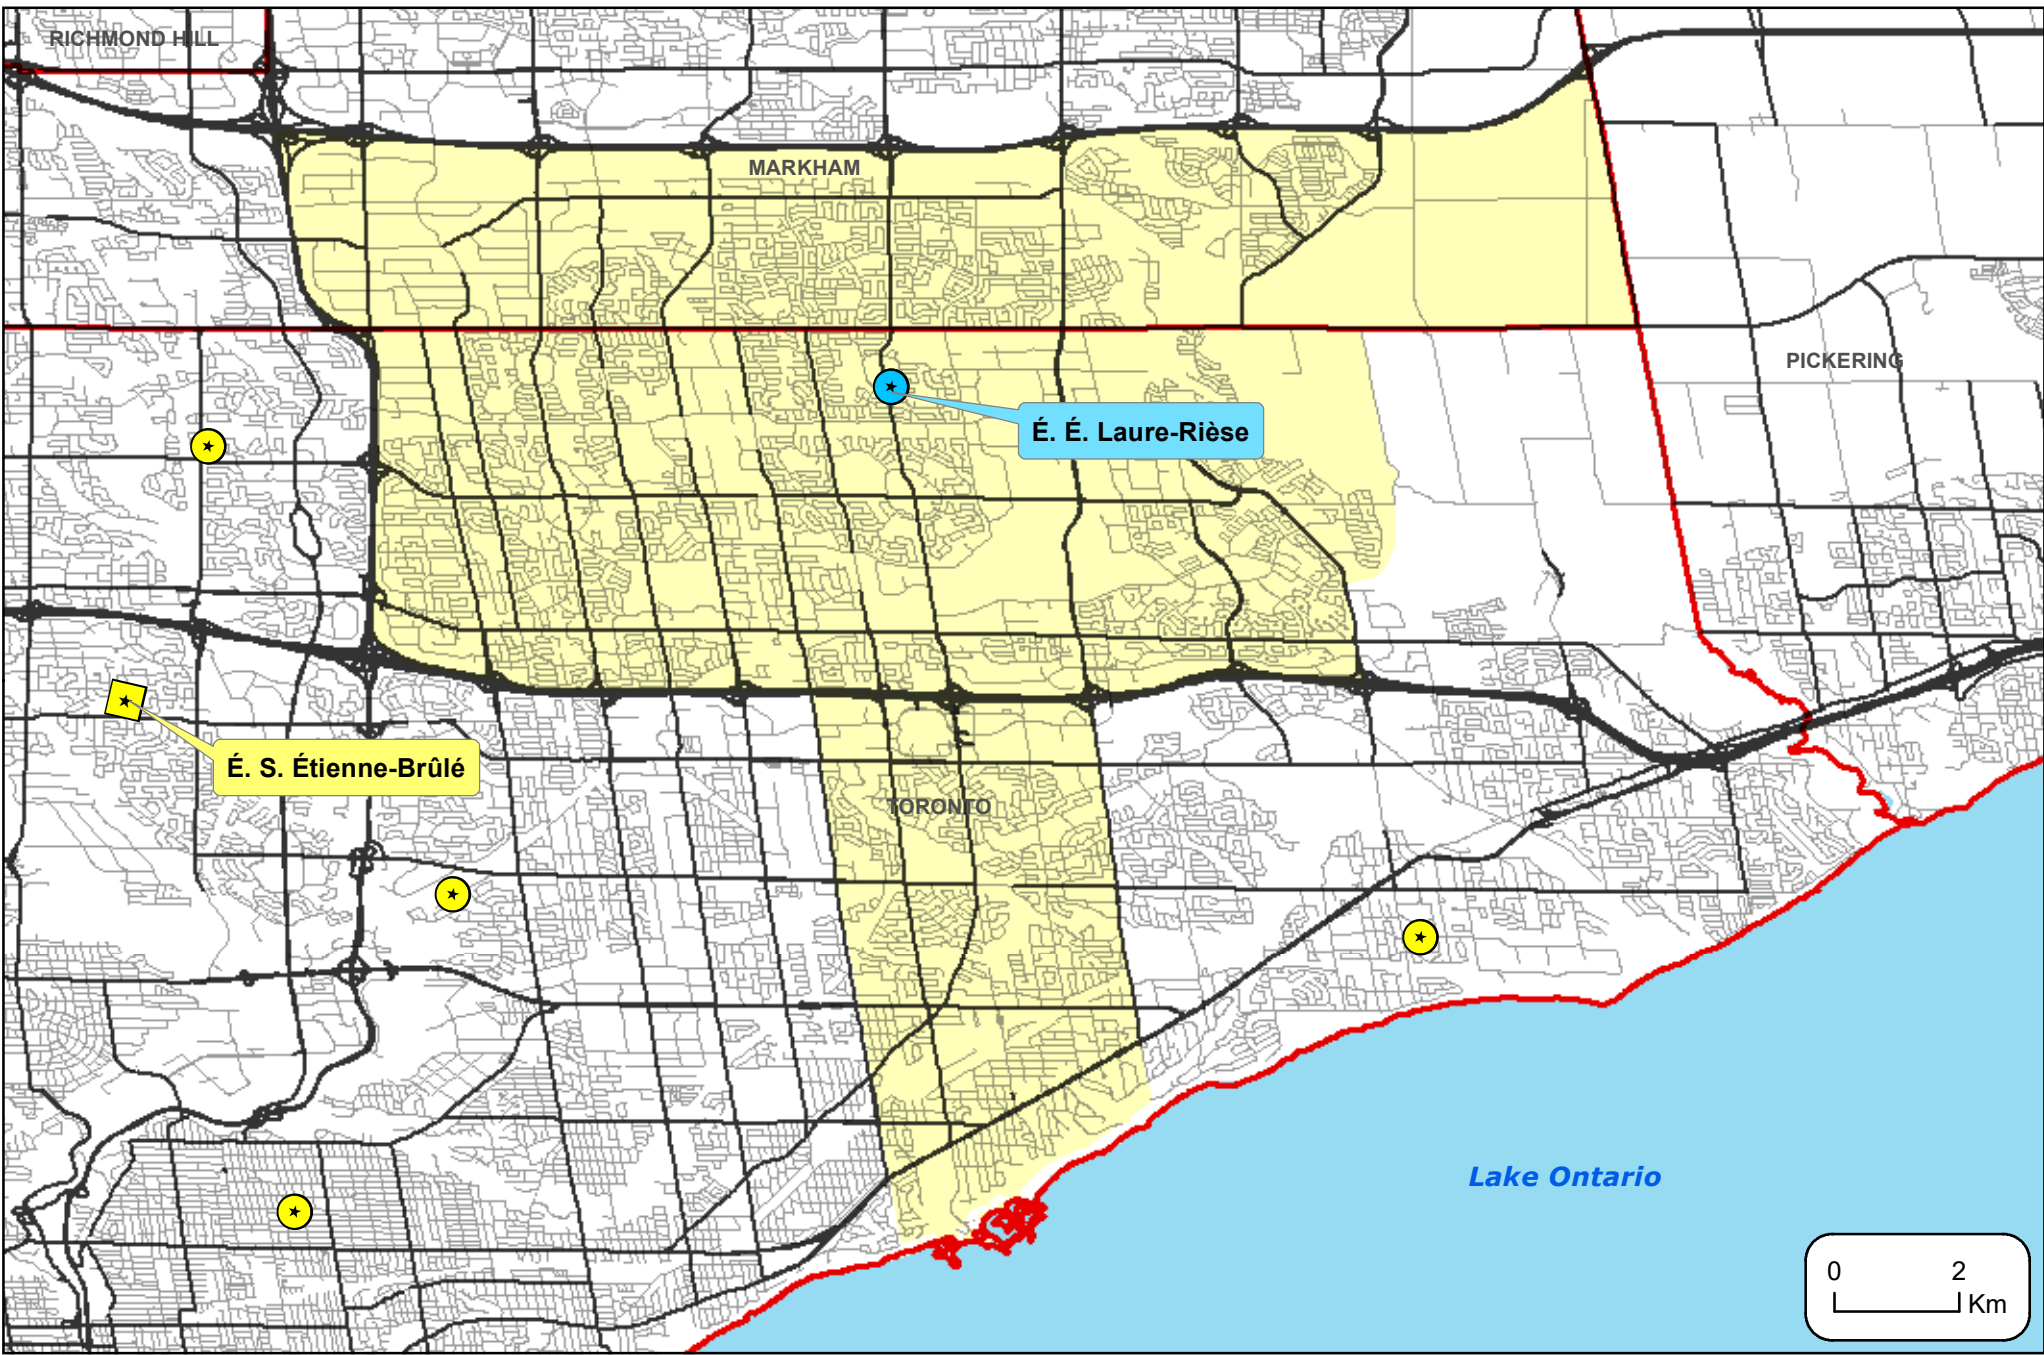 RICHMOND HILL
MARKHAM
PICKERING
É. É. Laure-Rièse
É. S. Étienne-Brûlé
TORONTO
Lake Ontario
0 2
Km